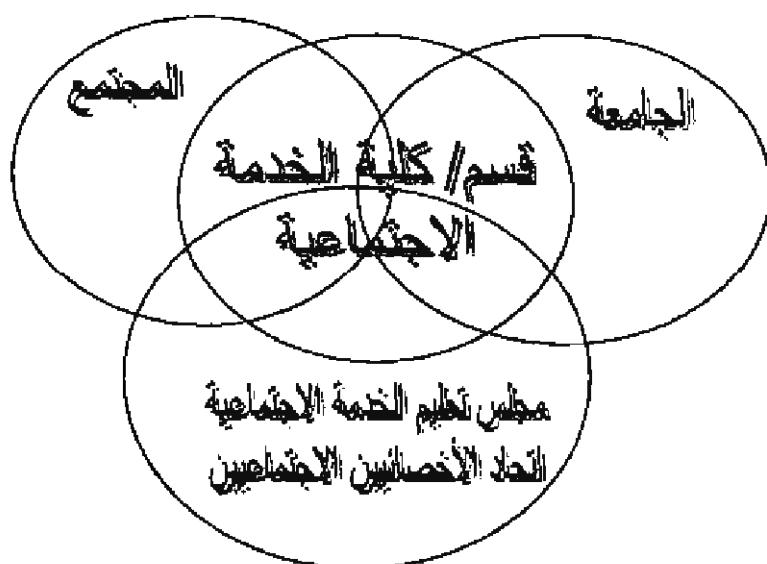 المجتمع
الجامعة
قسم/ كلية الخدمة
الاجتماعية
مجلس تعليم الخدمة الاجتماعية
اتحاد الأخصائيين الاجتماعيين